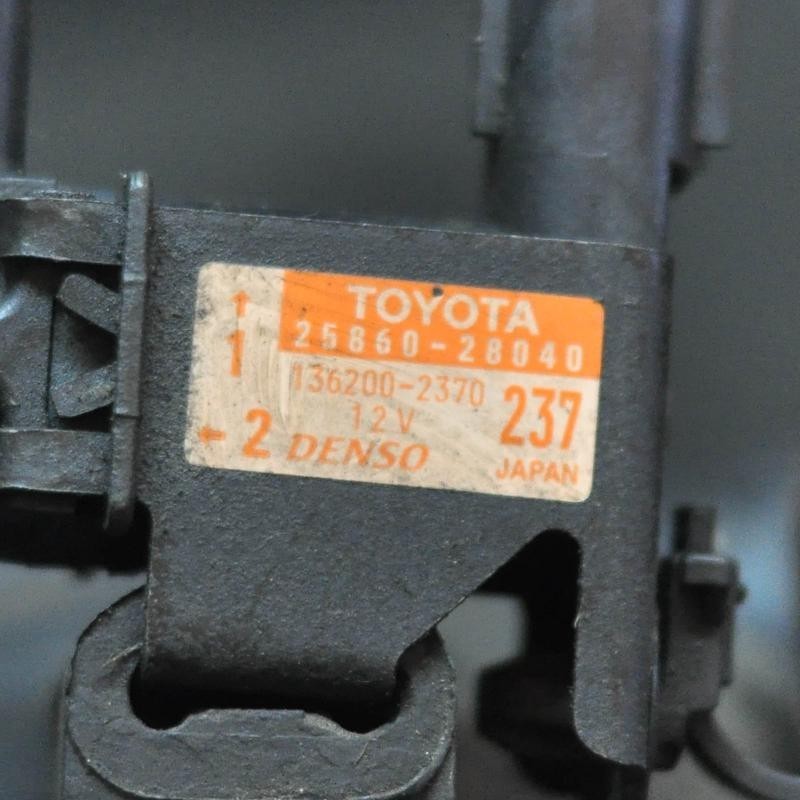 TOYOTA
25860-28040
↑
1
136200-2370
12V
237
← 2
DENSO
JAPAN